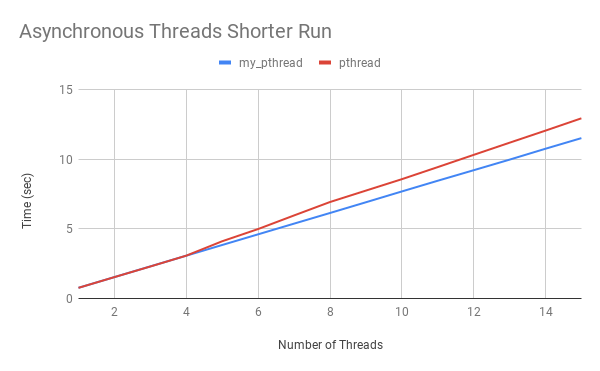 Asynchronous Threads Shorter Run
my_pthread pthread
15
10
5
0
Time (sec)
2 4 6 8 10 12 14
Number of Threads